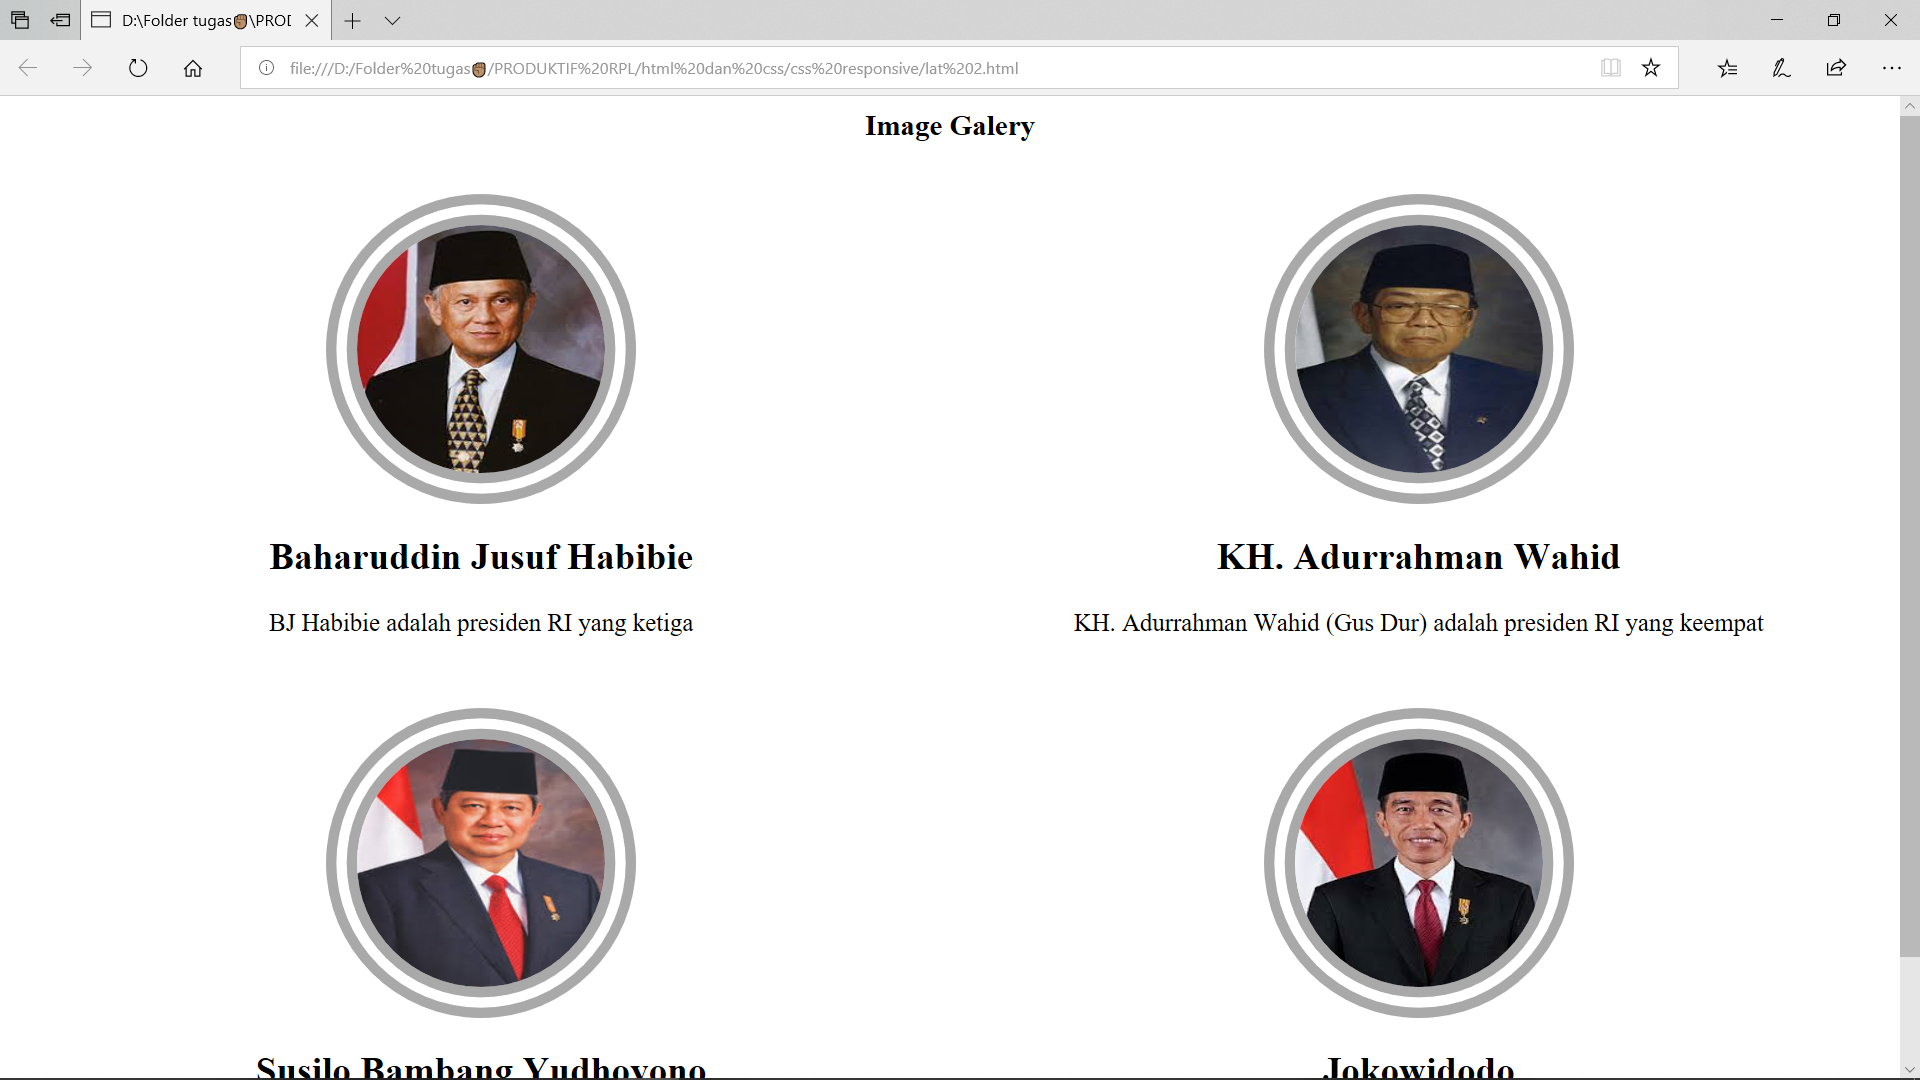 D:\Folder tugas✊🏾\PROD
file:///D:/Folder%20tugas✊🏾/PRODUKTIF%20RPL/html%20dan%20css/css%20responsive/lat%202.html
Image Galery
Baharuddin Jusuf Habibie
KH. Adurrahman Wahid
BJ Habibie adalah presiden RI yang ketiga
KH. Adurrahman Wahid (Gus Dur) adalah presiden RI yang keempat
Susilo Bambang Yudhoyono
Jokowidodo